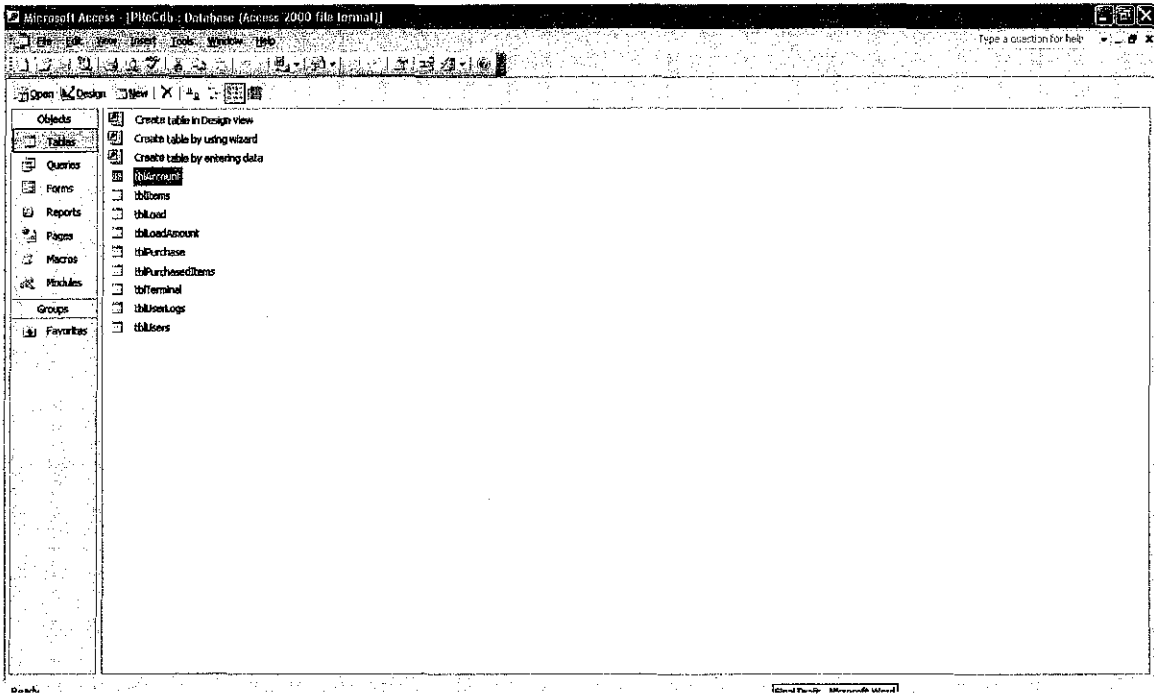 Microsoft Access - [PReCdb : Database (Access 2000 file format)]
File Edit View Insert Tools Window Help
Type a question for help
Open Design New
Objects
Tables
Queries
Forms
Reports
Pages
Macros
Modules
Groups
Favorites
Create table in Design view
Create table by using wizard
Create table by entering data
tblAccount
tblItems
tblLoad
tblLoadAmount
tblPurchase
tblPurchasedItems
tblTerminal
tblUserLogs
tblUsers
Ready
Final Draft - Microsoft Word